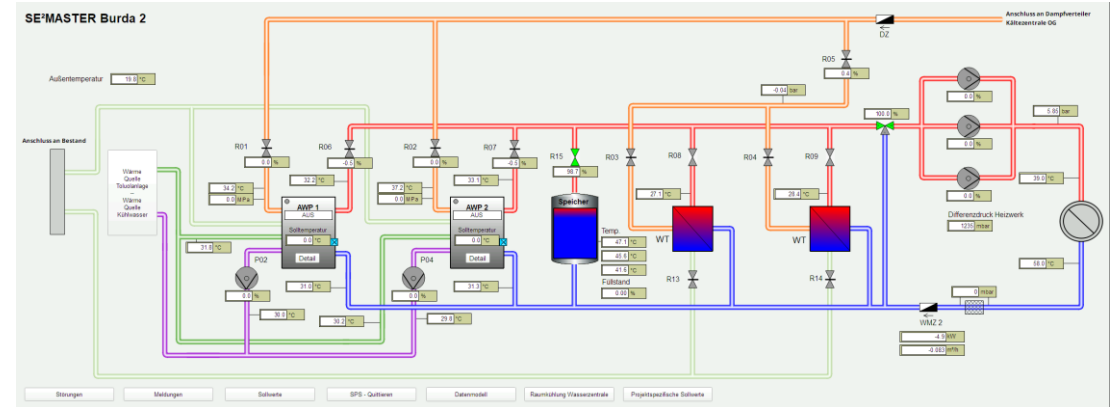 SE²MASTER Burda 2
Anschluss an Dampfverteiler
Kältezentrale OG
DZ
R05
0.4 %
Außentemperatur 19.8 °C
-0.04 bar
0.0 %
100.0 %
5.85 bar
Anschluss an Bestand
R01
R06
R02
R07
R15
R03
R08
R04
R09
0.0 %
0.0 %
-0.5 %
0.0 %
-0.5 %
98.7 %
Wärme
Quelle
Toluolanlage
--
Wärme
Quelle
Kühlwasser
34.2 °C
0.0 MPa
32.2 °C
37.2 °C
0.0 MPa
33.1 °C
27.1 °C
28.4 °C
0.0 %
39.0 °C
AWP 1
AUS
Solltemperatur
0.0 °C
Detail
AWP 2
AUS
Solltemperatur
0.0 °C
Detail
Speicher
Temp.
47.1 °C
45.6 °C
41.6 °C
Füllstand
0.00 %
WT
WT
Differenzdruck Heizwerk
1235 mbar
31.8 °C
P02
P04
58.0 °C
R13
R14
31.0 °C
31.3 °C
0.0 %
0.0 %
0 mbar
30.2 °C
WMZ 2
-4.9 kW
-0.083 m³/h
Störungen
Meldungen
Sollwerte
SPS - Quittieren
Datenmodell
Raumkühlung Wasserzentrale
Projektspezifische Sollwerte